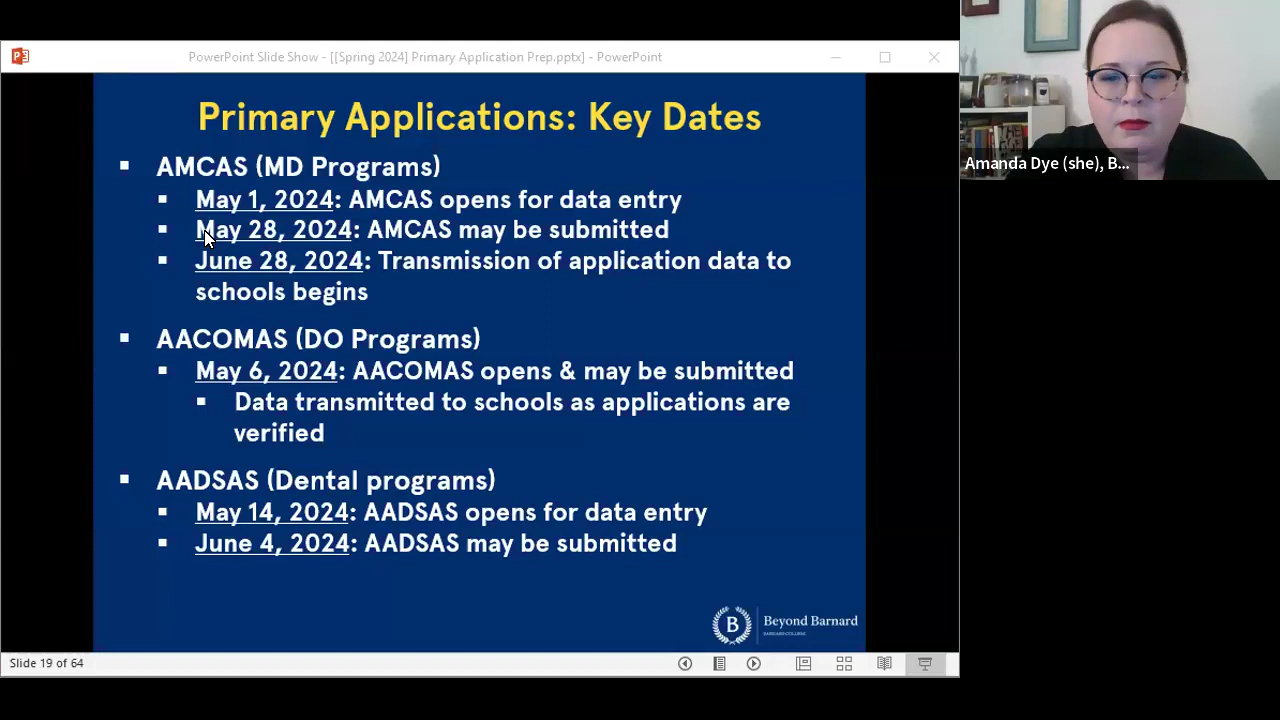 PowerPoint Slide Show - [[Spring 2024] Primary Application Prep.pptx] - PowerPoint
Primary Applications: Key Dates
AMCAS (MD Programs)
May 1, 2024: AMCAS opens for data entry
May 28, 2024: AMCAS may be submitted
June 28, 2024: Transmission of application data to
schools begins
AACOMAS (DO Programs)
May 6, 2024: AACOMAS opens & may be submitted
Data transmitted to schools as applications are
verified
AADSAS (Dental programs)
May 14, 2024: AADSAS opens for data entry
June 4, 2024: AADSAS may be submitted
B
Beyond Barnard
BARNARD COLLEGE
Slide 19 of 64
Amanda Dye (she), B...